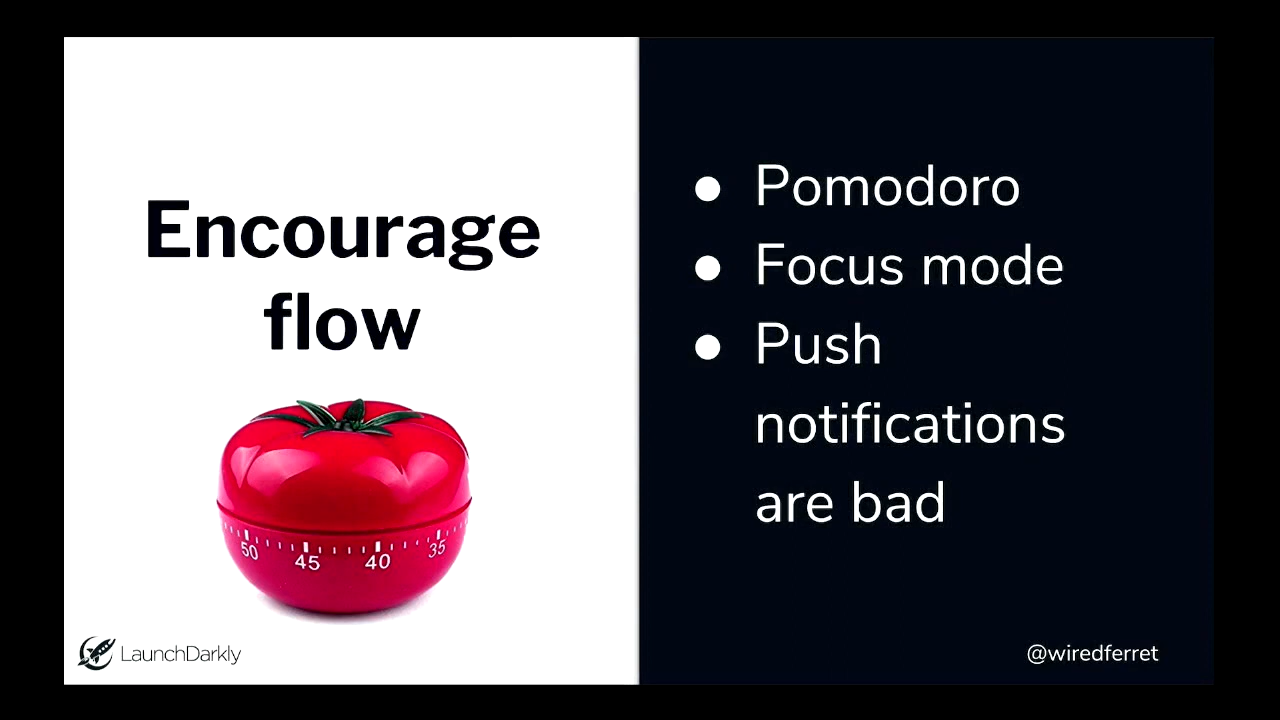 Encourage
flow
50 45 40 35
LaunchDarkly
● Pomodoro
● Focus mode
● Push
notifications
are bad
@wiredferret